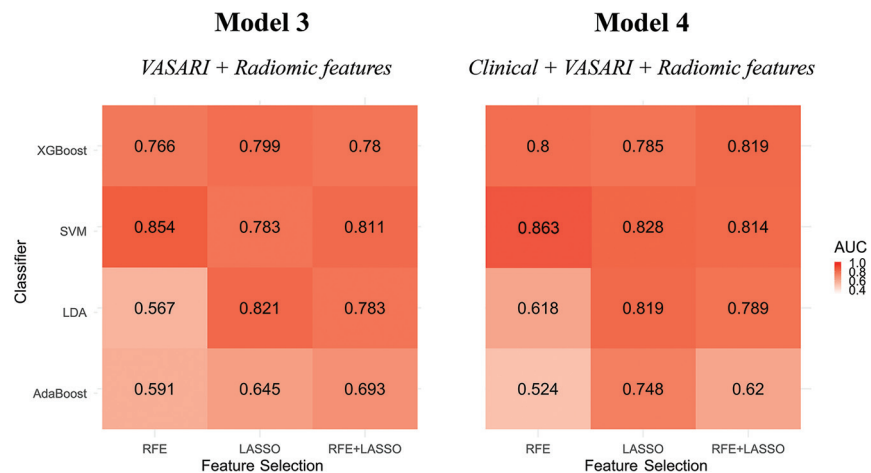 Model 3
VASARI + Radiomic features
Model 4
Clinical + VASARI + Radiomic features
Classifier
XGBoost
0.766 0.799 0.78
0.8 0.785 0.819
SVM
0.854 0.783 0.811
0.863 0.828 0.814
LDA
0.567 0.821 0.783
0.618 0.819 0.789
AdaBoost
0.591 0.645 0.693
0.524 0.748 0.62
RFE LASSO RFE+LASSO
Feature Selection
RFE LASSO RFE+LASSO
Feature Selection
AUC
1.0
0.8
0.6
0.4